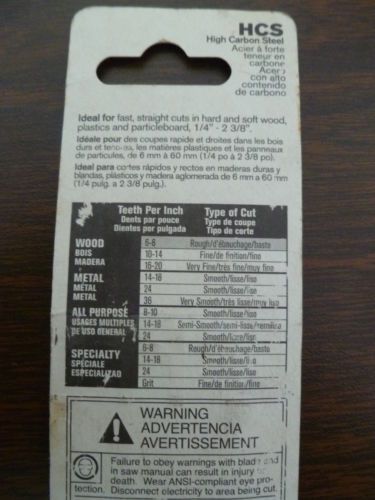 HCS
High Carbon Steel
Acier à forte
teneur en
carbone
Acero
con alto
contenido
de carbono
Ideal for fast, straight cuts in hard and soft wood,
plastics and particleboard, 1/4" - 2 3/8".
Idéale pour des coupes rapide et droites dans les bois
durs et tendres, les matières plastiques et les panneaux
de particules, de 6 mm à 60 mm (1/4 po à 2 3/8 po).
Ideal para cortes rápidos y rectos en maderas duras y
blandas, plásticos y madera aglomerada de 6 mm a 60 mm
(1/4 pulg. a 2 3/8 pulg.)
Teeth Per Inch Type of Cut
Dents par pouce Type de coupe
Dientes por pulgada Tipo de corte
WOOD 6-8 Rough/d'ébauchage/basto
BOIS 10-14 Fine/de finition/fino
MADERA 16-20 Very Fine/très fine/muy fino
METAL 14-18 Smooth/lisse/liso
MÉTAL 24 Smooth/lisse/liso
METAL 36 Very Smooth/très lisse/muy liso
ALL PURPOSE 8-10 Smooth/lisse/liso
USAGES MULTIPLES 14-18 Semi-Smooth/semi-lisse/semiliso
DE USO GENERAL 24 Smooth/lisse/liso
SPECIALTY 6-8 Rough/d'ébauchage/basto
SPÉCIALE 14-18 Smooth/lisse/liso
ESPECIALIZAD 24 Smooth/lisse/liso
Grit Fine/de finition/fino
WARNING
ADVERTENCIA
AVERTISSEMENT
Failure to obey warnings with blade and
in saw manual can result in injury or
death. Wear ANSI-compliant eye pro-
Disconnect electricity to area being cut.